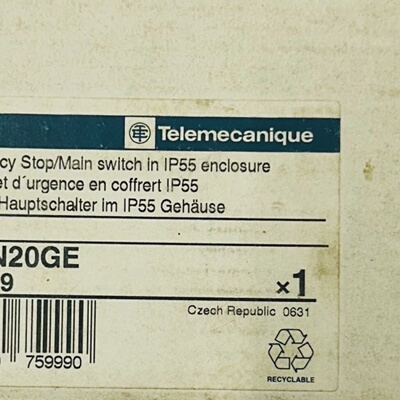 Telemecanique
cy Stop/Main switch in IP55 enclosure
et d'urgence en coffrert IP55
Hauptschalter im IP55 Gehäuse
N20GE
9
×1
Czech Republic 0631
759990
RECYCLABLE